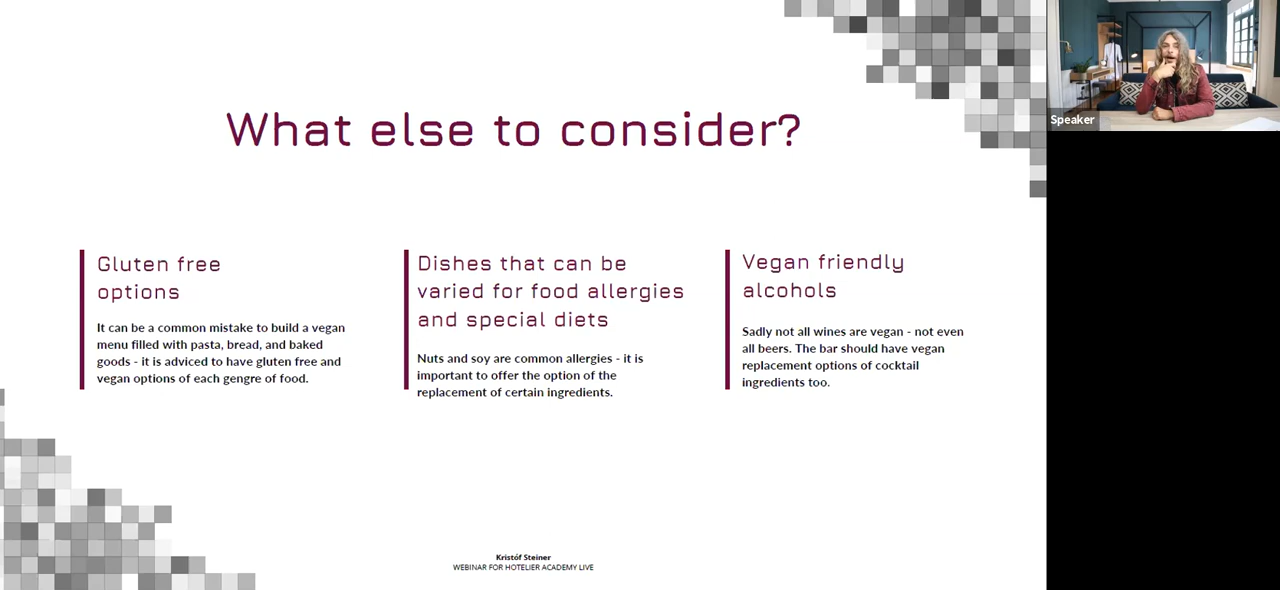 What else to consider?
Gluten free
options
It can be a common mistake to build a vegan
menu filled with pasta, bread, and baked
goods - it is adviced to have gluten free and
vegan options of each gengre of food.
Dishes that can be
varied for food allergies
and special diets
Nuts and soy are common allergies - it is
important to offer the option of the
replacement of certain ingredients.
Vegan friendly
alcohols
Sadly not all wines are vegan - not even
all beers. The bar should have vegan
replacement options of cocktail
ingredients too.
Kristóf Steiner
WEBINAR FOR HOTELIER ACADEMY LIVE
Speaker